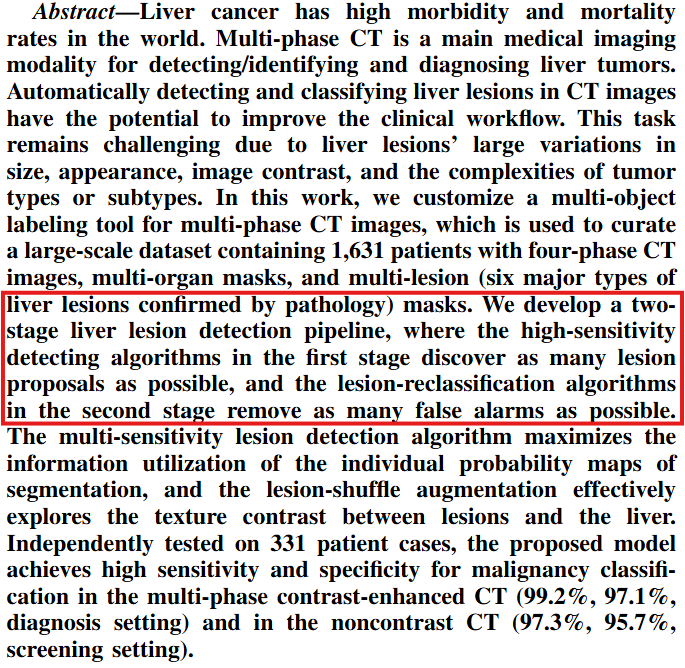 Abstract—Liver cancer has high morbidity and mortality
rates in the world. Multi-phase CT is a main medical imaging
modality for detecting/identifying and diagnosing liver tumors.
Automatically detecting and classifying liver lesions in CT images
have the potential to improve the clinical workflow. This task
remains challenging due to liver lesions' large variations in
size, appearance, image contrast, and the complexities of tumor
types or subtypes. In this work, we customize a multi-object
labeling tool for multi-phase CT images, which is used to curate
a large-scale dataset containing 1,631 patients with four-phase CT
images, multi-organ masks, and multi-lesion (six major types of
liver lesions confirmed by pathology) masks. We develop a two-
stage liver lesion detection pipeline, where the high-sensitivity
detecting algorithms in the first stage discover as many lesion
proposals as possible, and the lesion-reclassification algorithms
in the second stage remove as many false alarms as possible.
The multi-sensitivity lesion detection algorithm maximizes the
information utilization of the individual probability maps of
segmentation, and the lesion-shuffle augmentation effectively
explores the texture contrast between lesions and the liver.
Independently tested on 331 patient cases, the proposed model
achieves high sensitivity and specificity for malignancy classifi-
cation in the multi-phase contrast-enhanced CT (99.2%, 97.1%,
diagnosis setting) and in the noncontrast CT (97.3%, 95.7%,
screening setting).